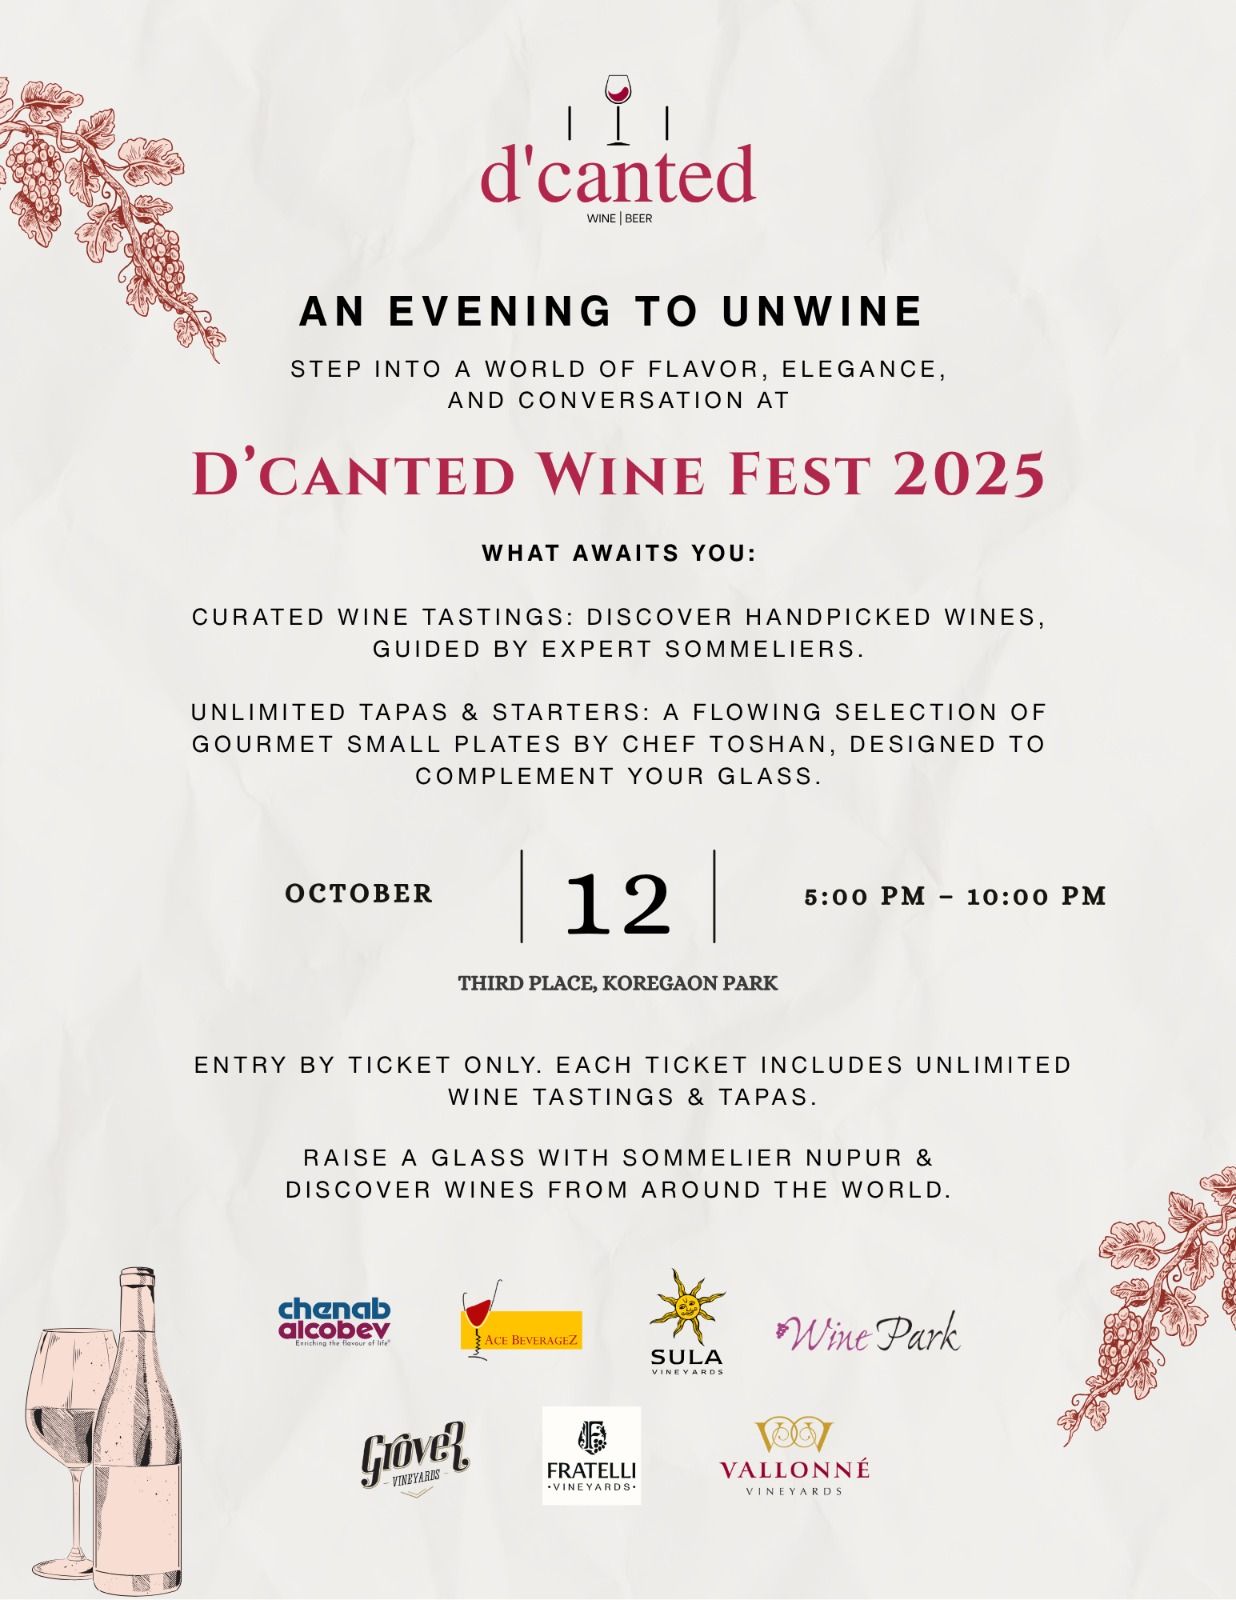 d'canted
WINE | BEER
AN EVENING TO UNWINE
STEP INTO A WORLD OF FLAVOR, ELEGANCE,
AND CONVERSATION AT
D'CANTED WINE FEST 2025
WHAT AWAITS YOU:
CURATED WINE TASTINGS: DISCOVER HANDPICKED WINES,
GUIDED BY EXPERT SOMMELIERS.
UNLIMITED TAPAS & STARTERS: A FLOWING SELECTION OF
GOURMET SMALL PLATES BY CHEF TOSHAN, DESIGNED TO
COMPLEMENT YOUR GLASS.
OCTOBER
12
5:00 PM – 10:00 PM
THIRD PLACE, KOREGAON PARK
ENTRY BY TICKET ONLY. EACH TICKET INCLUDES UNLIMITED
WINE TASTINGS & TAPAS.
RAISE A GLASS WITH SOMMELIER NUPUR &
DISCOVER WINES FROM AROUND THE WORLD.
chenab
alcobev
Enriching the flavour of life®
ACE BEVERAGEZ
SULA
VINEYARDS
Wine Park
Grover
VINEYARDS
FRATELLI
·VINEYARDS·
VALLONNÉ
VINEYARDS